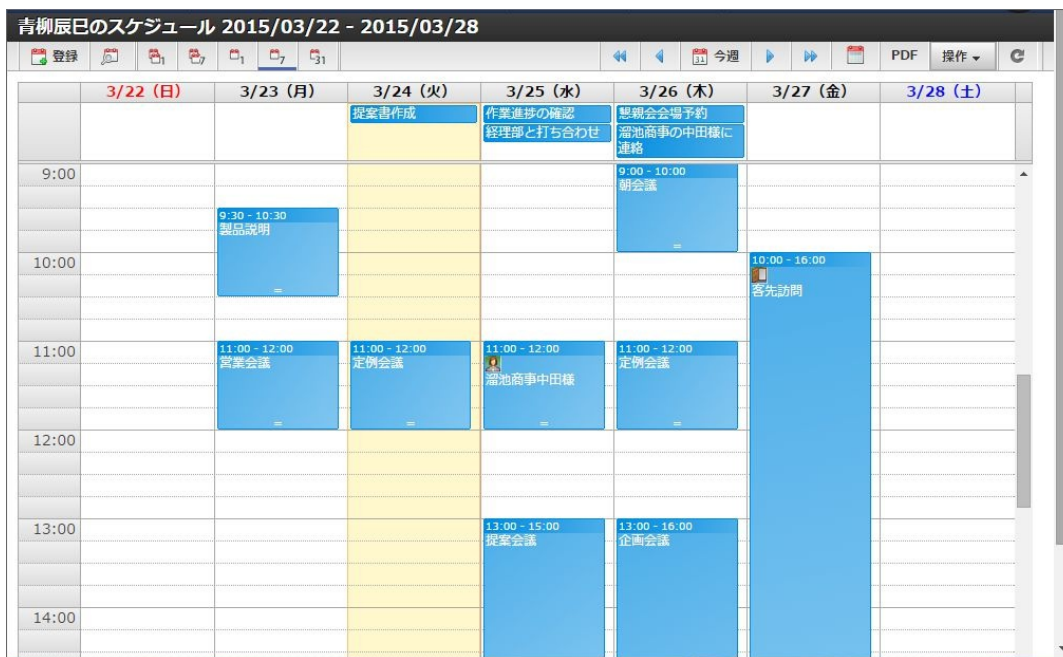 青柳辰巳のスケジュール 2015/03/22 - 2015/03/28
登録 1 7 1 7 31 31 今週 PDF 操作
3/22 (日) 3/23 (月) 3/24 (火) 3/25 (水) 3/26 (木) 3/27 (金) 3/28 (土)
提案書作成 作業進捗の確認 懇親会会場予約
経理部と打ち合わせ 溜池商事の中田様に
連絡
9:00 9:00 - 10:00
朝会議
9:30 - 10:30
製品説明
10:00 10:00 - 16:00
客先訪問
11:00 11:00 - 12:00 11:00 - 12:00 11:00 - 12:00 11:00 - 12:00
営業会議 定例会議 定例会議
溜池商事中田様
12:00
13:00 13:00 - 15:00 13:00 - 16:00
提案会議 企画会議
14:00